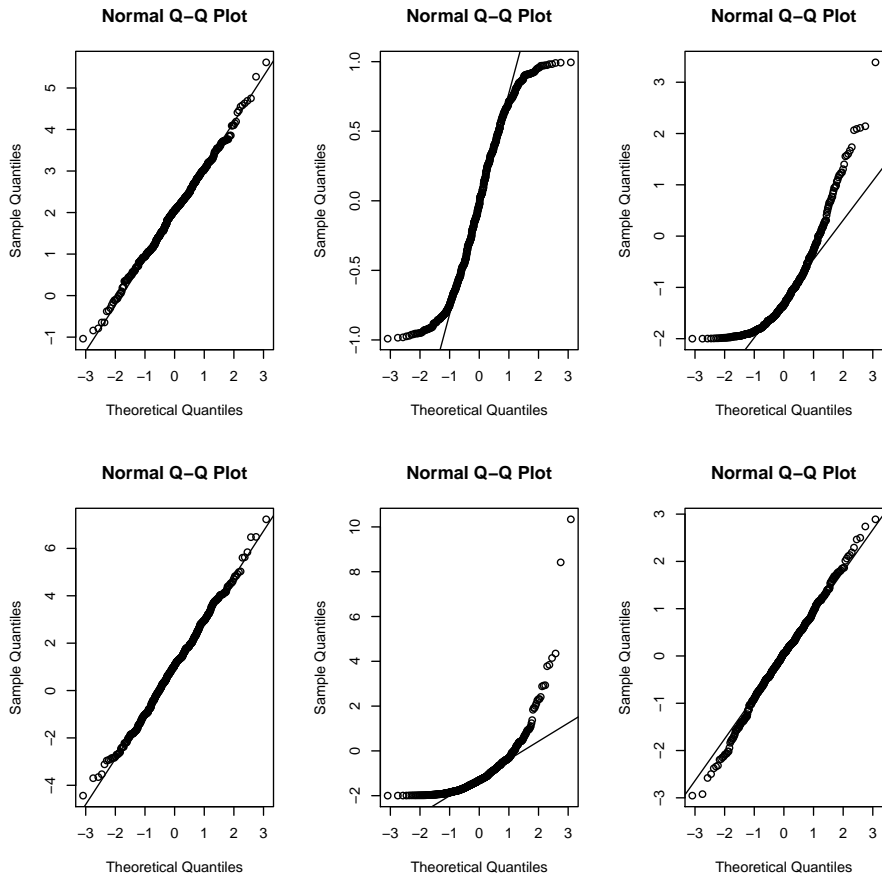 Normal Q−Q Plot
Sample Quantiles
−1 0 1 2 3 4 5
−3 −2 −1 0 1 2 3
Theoretical Quantiles
Normal Q−Q Plot
Sample Quantiles
−1.0 −0.5 0.0 0.5 1.0
−3 −2 −1 0 1 2 3
Theoretical Quantiles
Normal Q−Q Plot
Sample Quantiles
−2 −1 0 1 2 3
−3 −2 −1 0 1 2 3
Theoretical Quantiles
Normal Q−Q Plot
Sample Quantiles
−4 −2 0 2 4 6
−3 −2 −1 0 1 2 3
Theoretical Quantiles
Normal Q−Q Plot
Sample Quantiles
−2 0 2 4 6 8 10
−3 −2 −1 0 1 2 3
Theoretical Quantiles
Normal Q−Q Plot
Sample Quantiles
−3 −2 −1 0 1 2 3
−3 −2 −1 0 1 2 3
Theoretical Quantiles